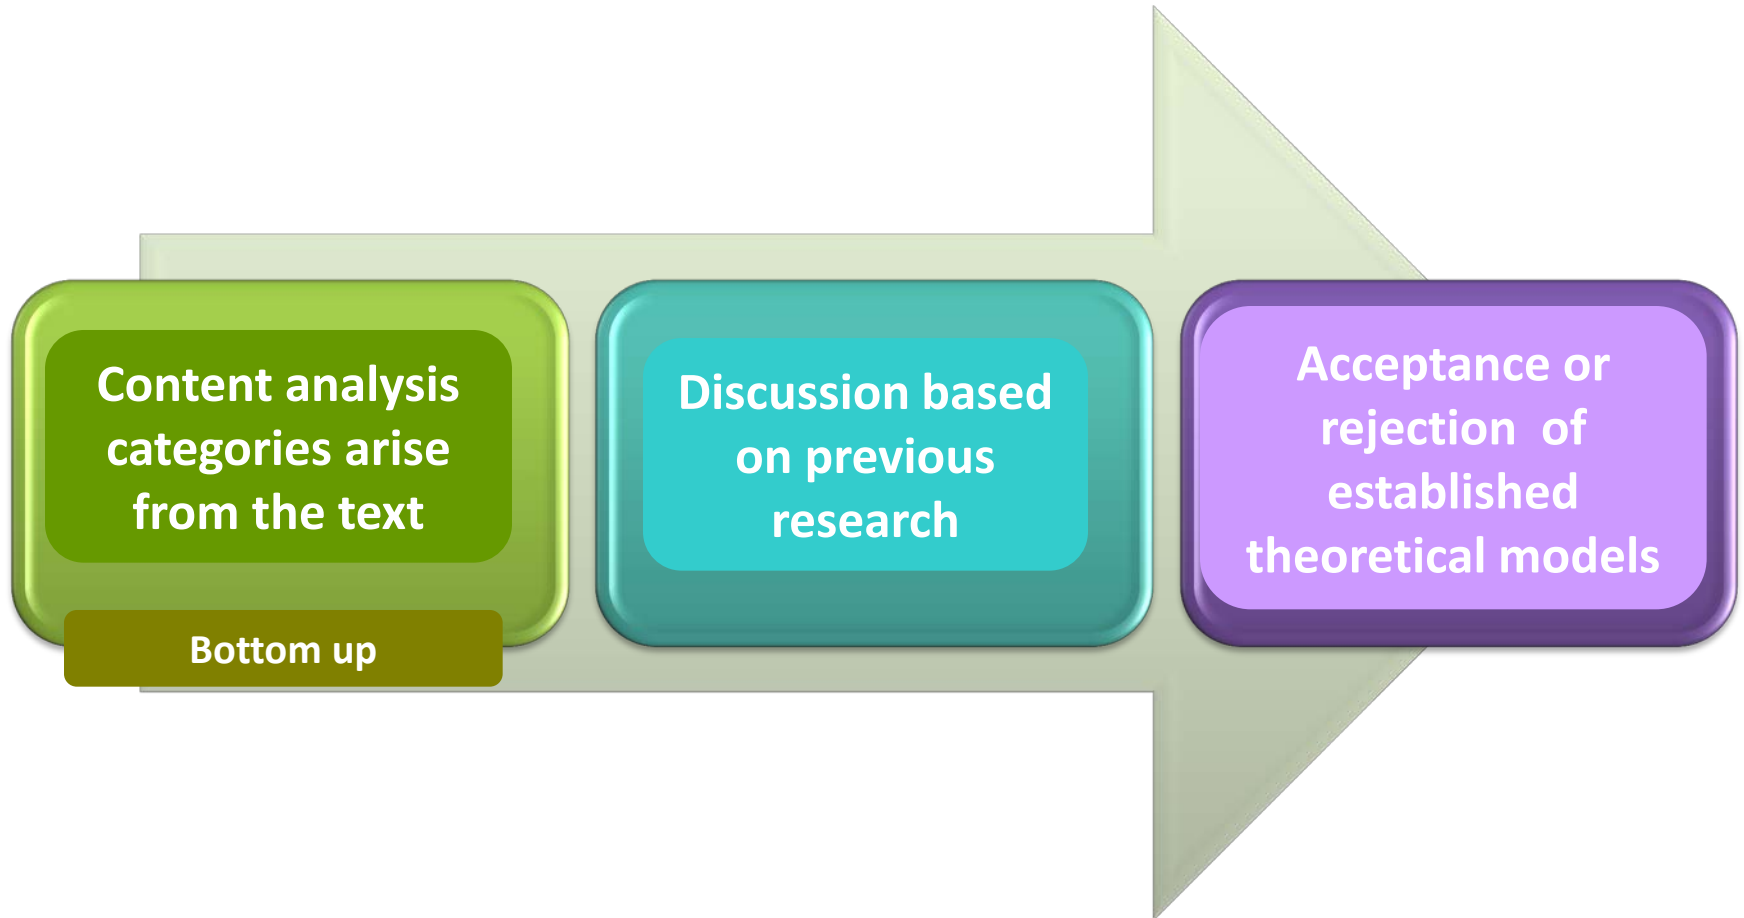 Content analysis
categories arise
from the text
Bottom up
Discussion based
on previous
research
Acceptance or
rejection  of
established
theoretical models